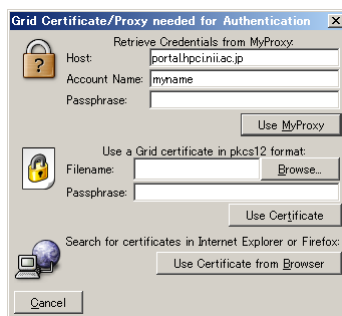 Grid Certificate/Proxy needed for Authentication
Retrieve Credentials from MyProxy:
Host: portal.hpci.nii.ac.jp
Account Name: myname
Passphrase:
Use MyProxy
Use a Grid certificate in pkcs12 format:
Filename: Browse...
Passphrase:
Use Certificate
Search for certificates in Internet Explorer or Firefox:
Use Certificate from Browser
Cancel